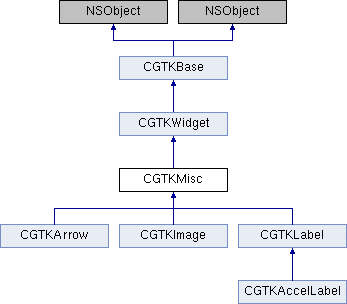 NSObject NSObject
CGTKBase
CGTKWidget
CGTKMisc
CGTKArrow CGTKImage CGTKLabel
CGTKAccelLabel